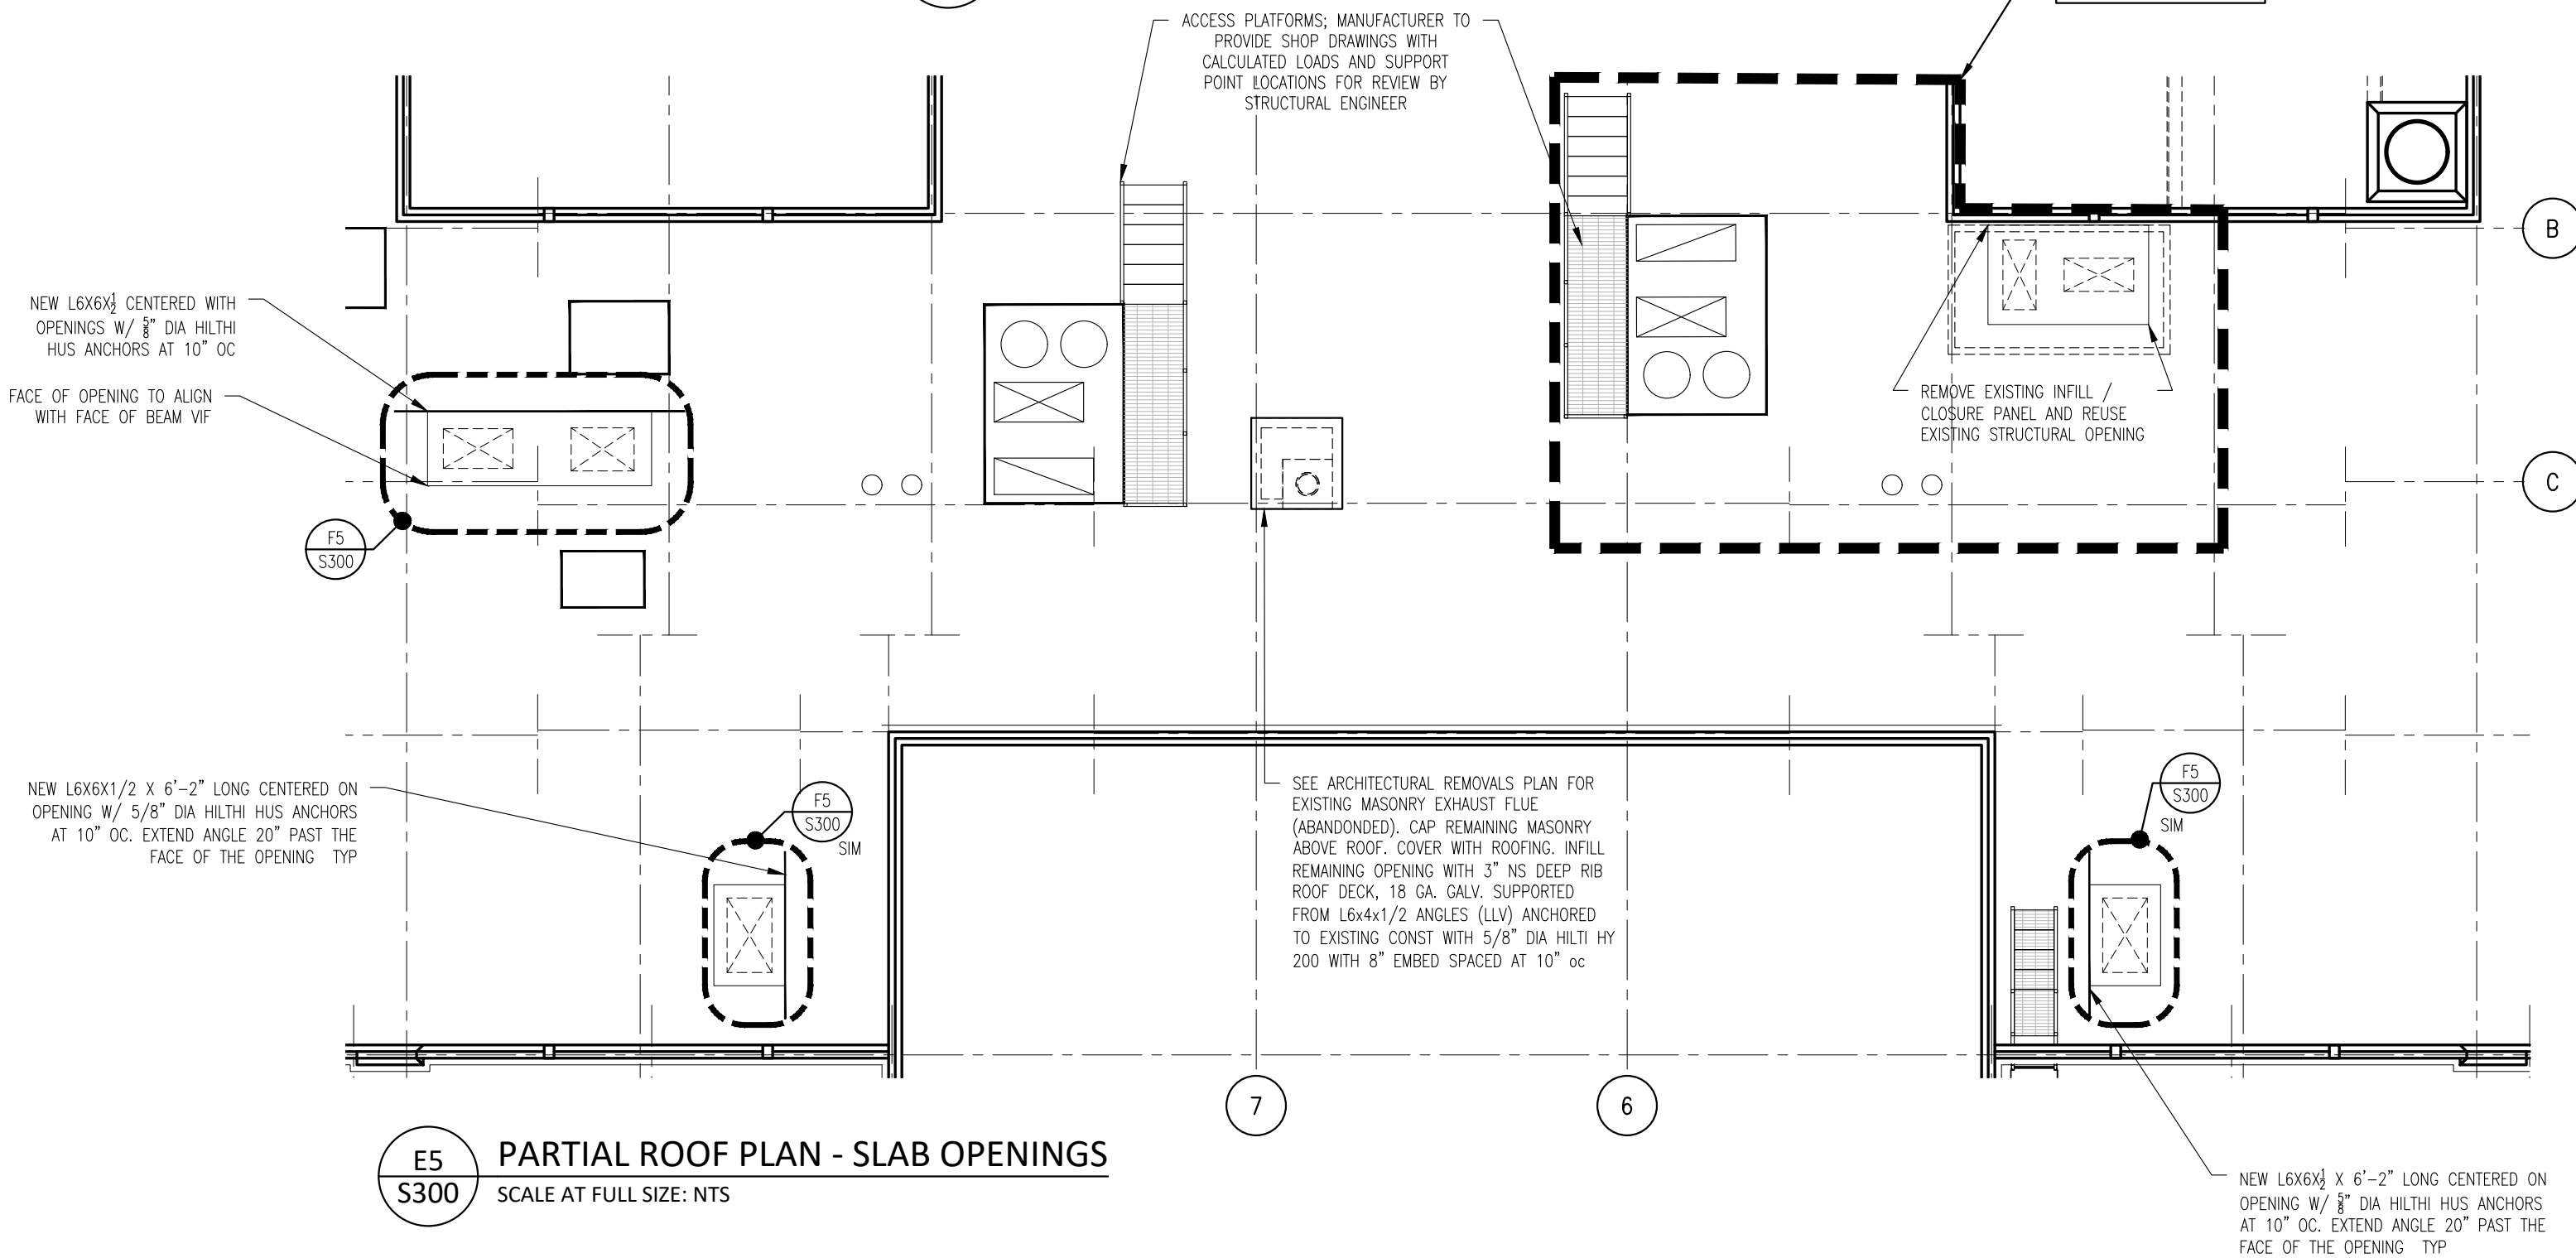 ACCESS PLATFORMS; MANUFACTURER TO
PROVIDE SHOP DRAWINGS WITH
CALCULATED LOADS AND SUPPORT
POINT LOCATIONS FOR REVIEW BY
STRUCTURAL ENGINEER
B
NEW L6X6X½ CENTERED WITH
OPENINGS W/ ⅝" DIA HILTHI
HUS ANCHORS AT 10" OC
FACE OF OPENING TO ALIGN
WITH FACE OF BEAM VIF
REMOVE EXISTING INFILL /
CLOSURE PANEL AND REUSE
EXISTING STRUCTURAL OPENING
C
F5
S300
NEW L6X6X1/2 X 6'-2" LONG CENTERED ON
OPENING W/ 5/8" DIA HILTHI HUS ANCHORS
AT 10" OC. EXTEND ANGLE 20" PAST THE
FACE OF THE OPENING TYP
F5
S300
SIM
SEE ARCHITECTURAL REMOVALS PLAN FOR
EXISTING MASONRY EXHAUST FLUE
(ABANDONDED). CAP REMAINING MASONRY
ABOVE ROOF. COVER WITH ROOFING. INFILL
REMAINING OPENING WITH 3" NS DEEP RIB
ROOF DECK, 18 GA. GALV. SUPPORTED
FROM L6x4x1/2 ANGLES (LLV) ANCHORED
TO EXISTING CONST WITH 5/8" DIA HILTI HY
200 WITH 8" EMBED SPACED AT 10" oc
F5
S300
SIM
7
6
E5
S300
PARTIAL ROOF PLAN - SLAB OPENINGS
SCALE AT FULL SIZE: NTS
NEW L6X6X½ X 6'-2" LONG CENTERED ON
OPENING W/ ⅝" DIA HILTHI HUS ANCHORS
AT 10" OC. EXTEND ANGLE 20" PAST THE
FACE OF THE OPENING TYP